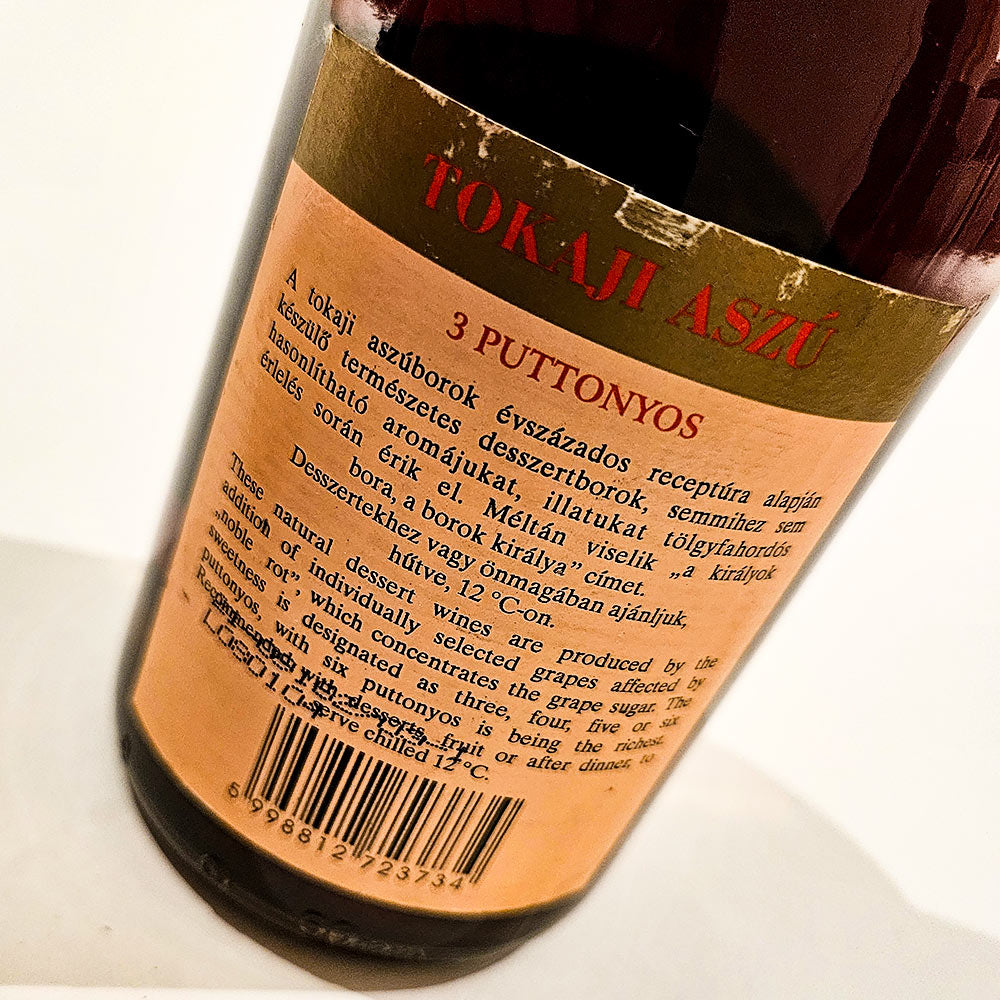 TOKAJI ASZÚ
3 PUTTONYOS
A tokaji aszúborok évszázados receptúra alapján
készülő természetes desszertborok, semmihez sem
hasonlítható aromájukat, illatukat tölgyfahordós
érlelés során érik el. Méltán viselik „a királyok
bora, a borok királya” címet.
Desszertekhez vagy önmagában ajánljuk,
hűtve, 12 °C-on.
These natural dessert wines are produced by the
addition of individually selected grapes affected by
„noble rot”, which concentrates the grape sugar. The
sweetness is designated as three, four, five or six
puttonyos, with six puttonyos is being the richest.
Recommended with desserts, fruit or after dinner, to
serve chilled 12 °C.
5 998812 723734